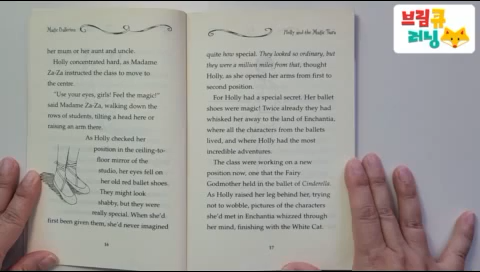 Magic Ballerina
her mum or her aunt and uncle.
Holly concentrated hard, as Madame
Za-Za instructed the class to move to
the centre.
"Use your eyes, girls! Feel the magic!"
said Madame Za-Za, walking down the
rows of students, tilting a head here or
raising an arm there.
As Holly checked her
position in the ceiling-to-
floor mirror of the
studio, her eyes fell on
her old red ballet shoes.
They might look
shabby, but they were
really special. When she'd
first been given them, she'd never imagined
16
Holly and the Magic Tiara
quite how special. They looked so ordinary, but
they were a million miles from that, thought
Holly, as she opened her arms from first to
second position.
For Holly had a special secret. Her ballet
shoes were magic! Twice already they had
whisked her away to the land of Enchantia,
where all the characters from the ballets
lived, and where Holly had the most
incredible adventures.
The class were working on a new
position now, one that the Fairy
Godmother held in the ballet of Cinderella.
As Holly raised her leg behind her, trying
not to wobble, pictures of the characters
she'd met in Enchantia whizzed through
her mind, finishing with the White Cat.
17
브림큐
러닝